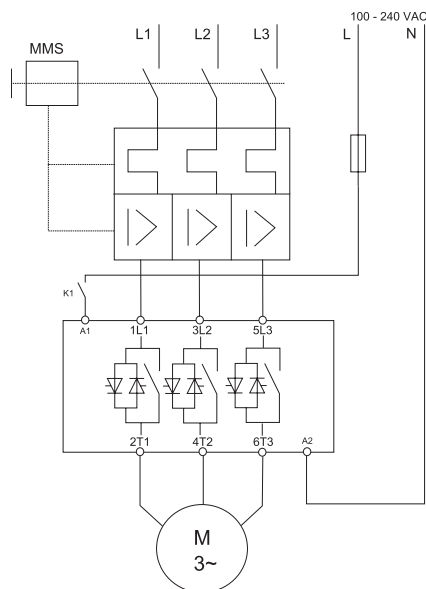 100 - 240 VAC
L1 L2 L3 L N
MMS
K1
A1 1L1 3L2 5L3
2T1 4T2 6T3 A2
M
3~